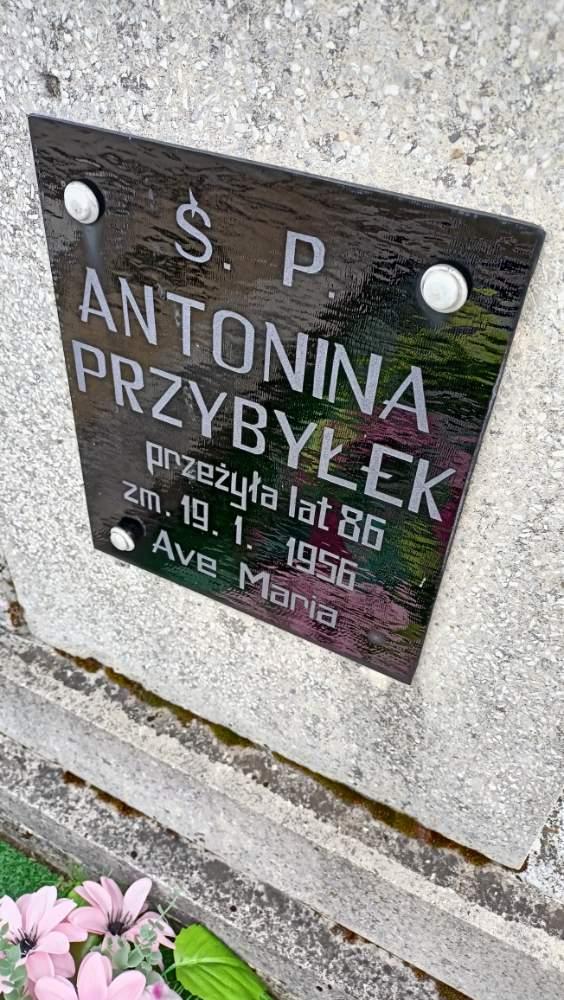 Ś. P.
ANTONINA
PRZYBYŁEK
przeżyła lat 86
zm. 19. 1. 1956
Ave Maria